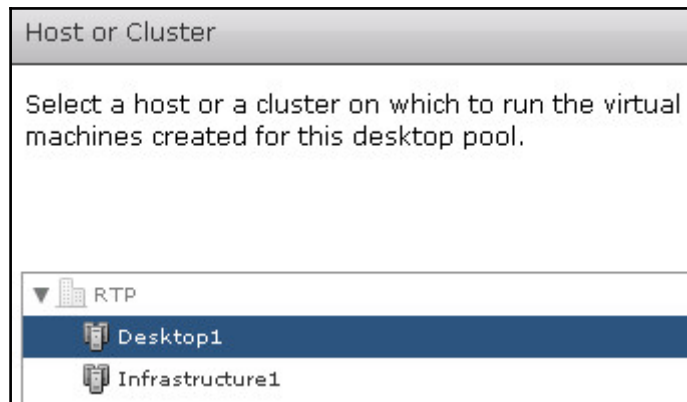 Host or Cluster
Select a host or a cluster on which to run the virtual
machines created for this desktop pool.
RTP
Desktop1
Infrastructure1